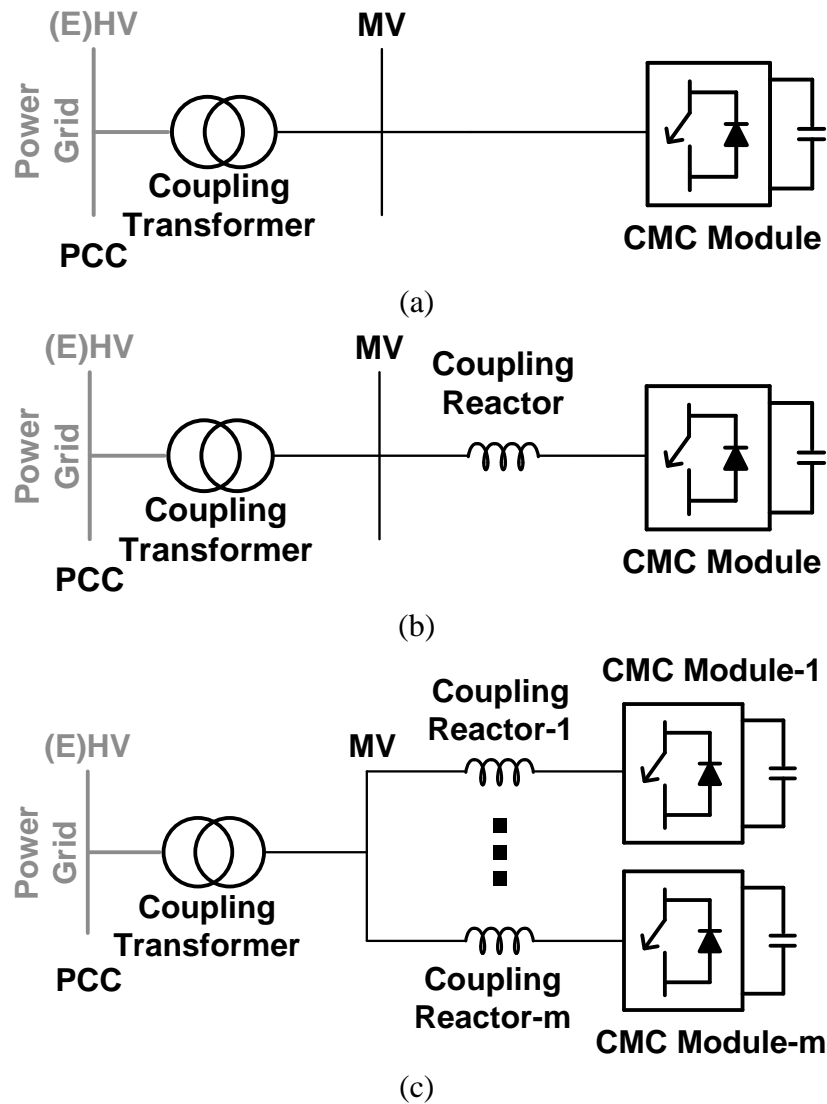 (E)HV
MV
Power
Grid
Coupling
Transformer
PCC
CMC Module
(a)
(E)HV
MV
Coupling
Reactor
Power
Grid
Coupling
Transformer
PCC
CMC Module
(b)
CMC Module-1
Coupling
Reactor-1
(E)HV
MV
Power
Grid
Coupling
Transformer
PCC
Coupling
Reactor-m
CMC Module-m
(c)